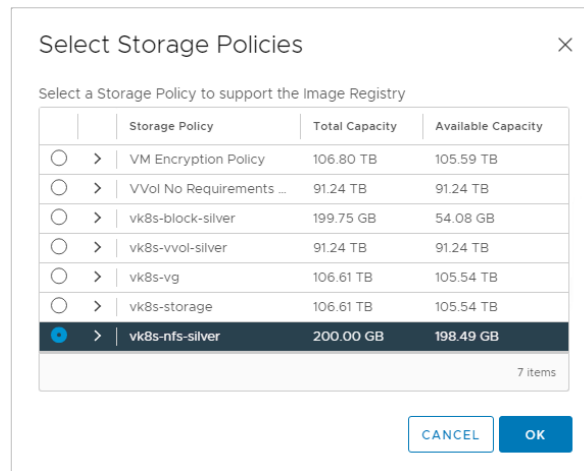 Select Storage Policies
Select a Storage Policy to support the Image Registry
Storage Policy Total Capacity Available Capacity
VM Encryption Policy 106.80 TB 105.59 TB
VVol No Requirements ... 91.24 TB 91.24 TB
vk8s-block-silver 199.75 GB 54.08 GB
vk8s-vvol-silver 91.24 TB 91.24 TB
vk8s-vg 106.61 TB 105.54 TB
vk8s-storage 106.61 TB 105.54 TB
vk8s-nfs-silver 200.00 GB 198.49 GB
7 items
CANCEL OK